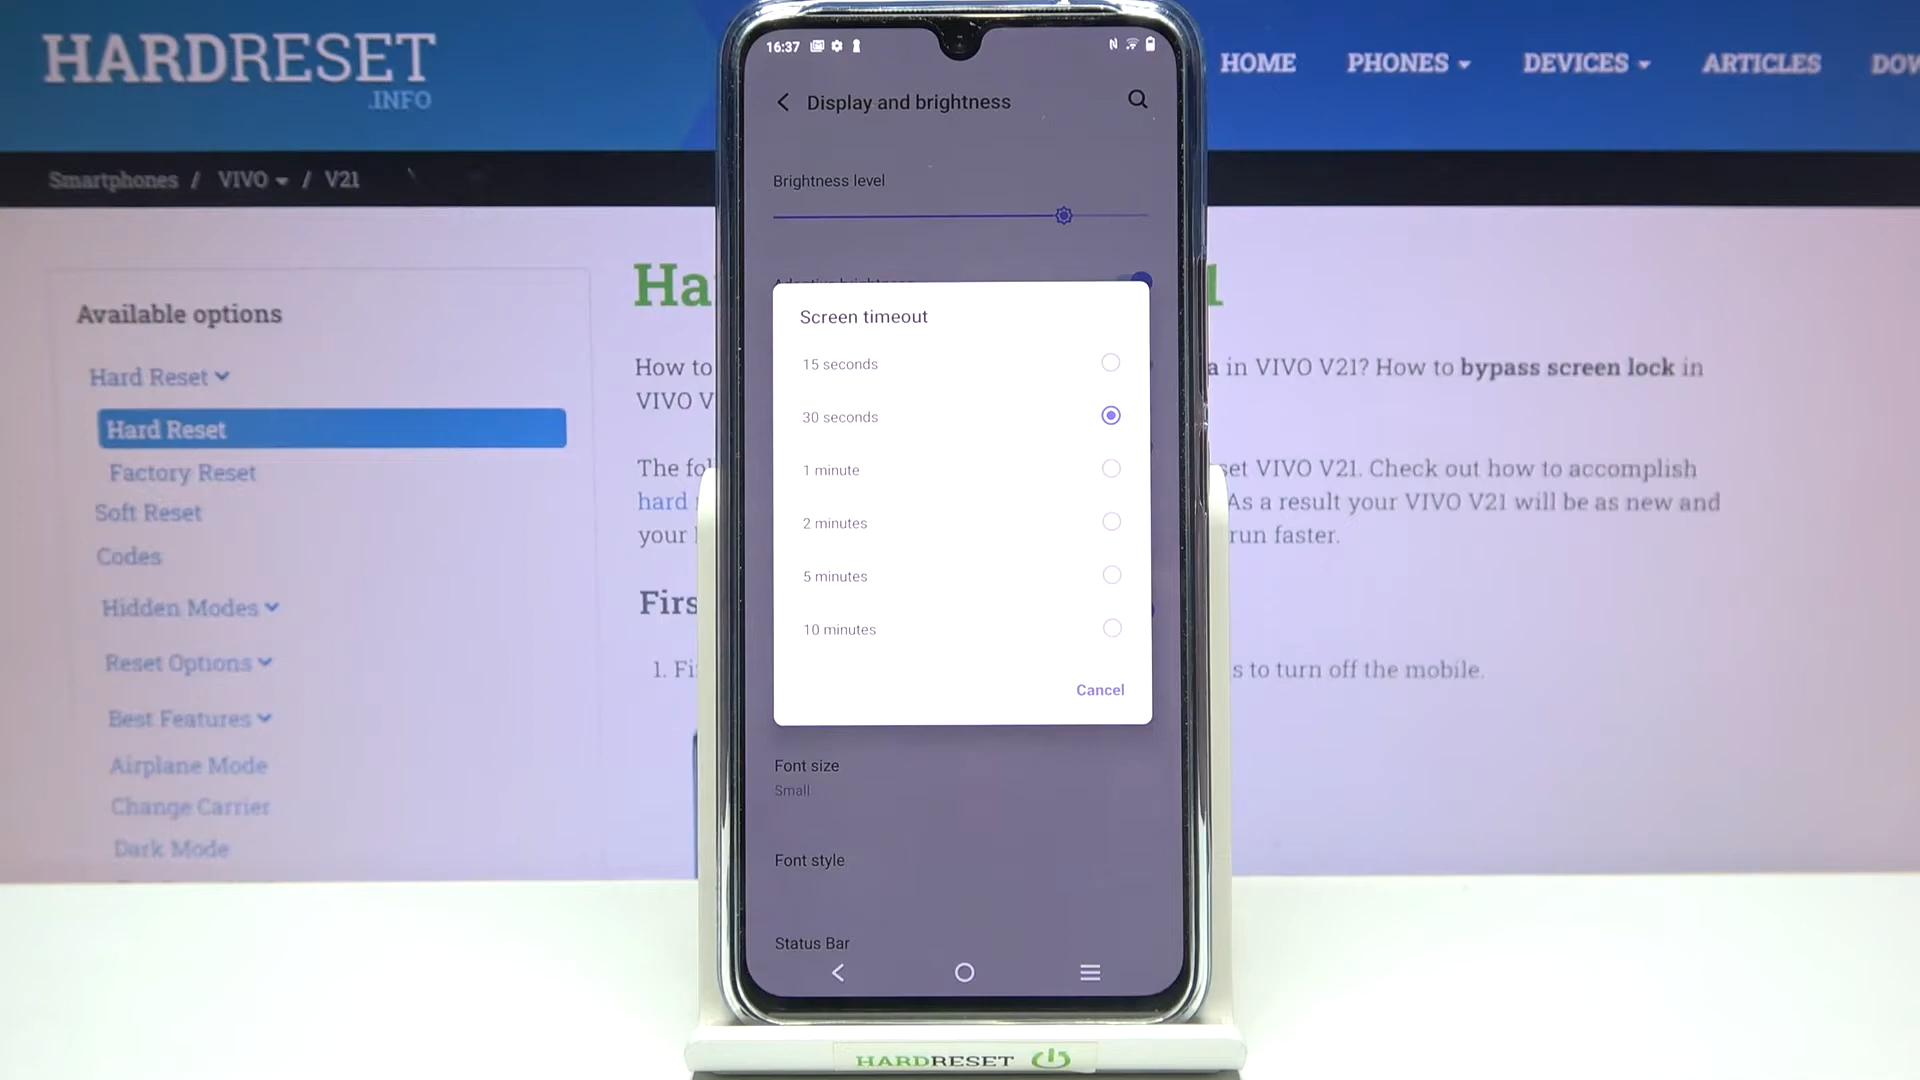 HARDRESET
.INFO
HOME PHONES DEVICES ARTICLES
Smartphones / VIVO / V21
Available options
Hard Reset
Hard Reset
Factory Reset
Soft Reset
Codes
Hidden Modes
Reset Options
Best Features
Airplane Mode
Change Carrier
Dark Mode
in VIVO V21? How to bypass screen lock in
VIVO
How to
The
set VIVO V21. Check out how to accomplish
hard
As a result your VIVO V21 will be as new and
your
run faster.
1.
s to turn off the mobile.
16:37
Display and brightness
Brightness level
Adaptive brightness
Screen timeout
15 seconds
30 seconds
1 minute
2 minutes
5 minutes
10 minutes
Cancel
Font size
Small
Font style
Status Bar
HARDRESET